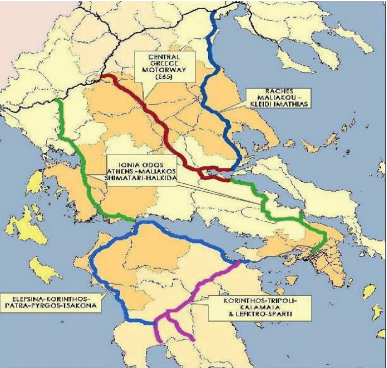 CENTRAL
GREECE
MOTORWAY
(E65)
RACHES
MALIAKOU -
KLEIDI IMATHIAS
IONIA ODOS
ATHENS -MALIAKOS
SHIMATARI-HALKIDA
ELEFSINA-KORINTHOS-
PATRA-PYRGOS-TSAKONA
KORINTHOS-TRIPOLI-
KALAMATA
& LEFKTRO-SPARTI